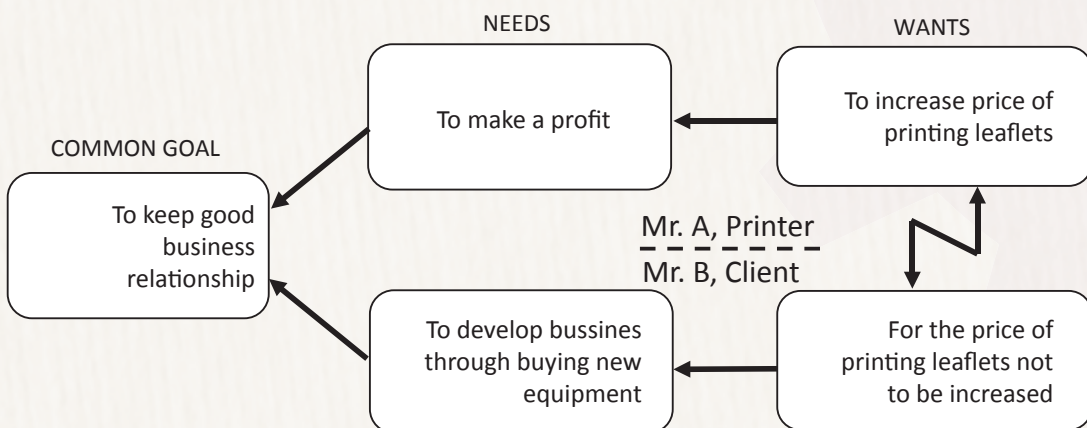 NEEDS
WANTS
To make a profit
To increase price of
printing leaflets
COMMON GOAL
To keep good
business
relationship
Mr. A, Printer
Mr. B, Client
To develop bussines
through buying new
equipment
For the price of
printing leaflets not
to be increased